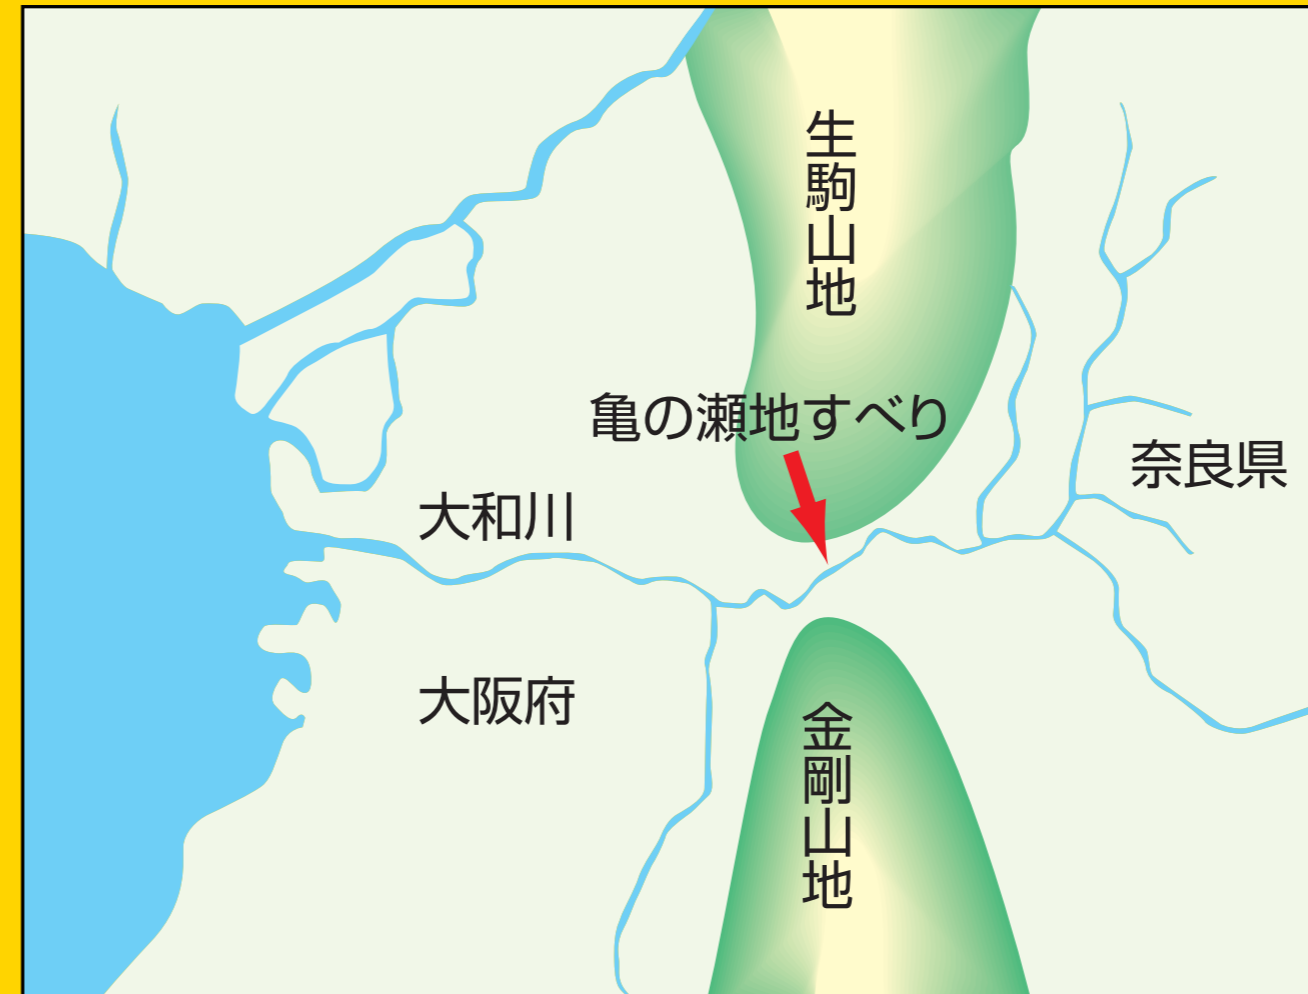 生駒山地
亀の瀬地すべり
奈良県
大和川
大阪府
金剛山地